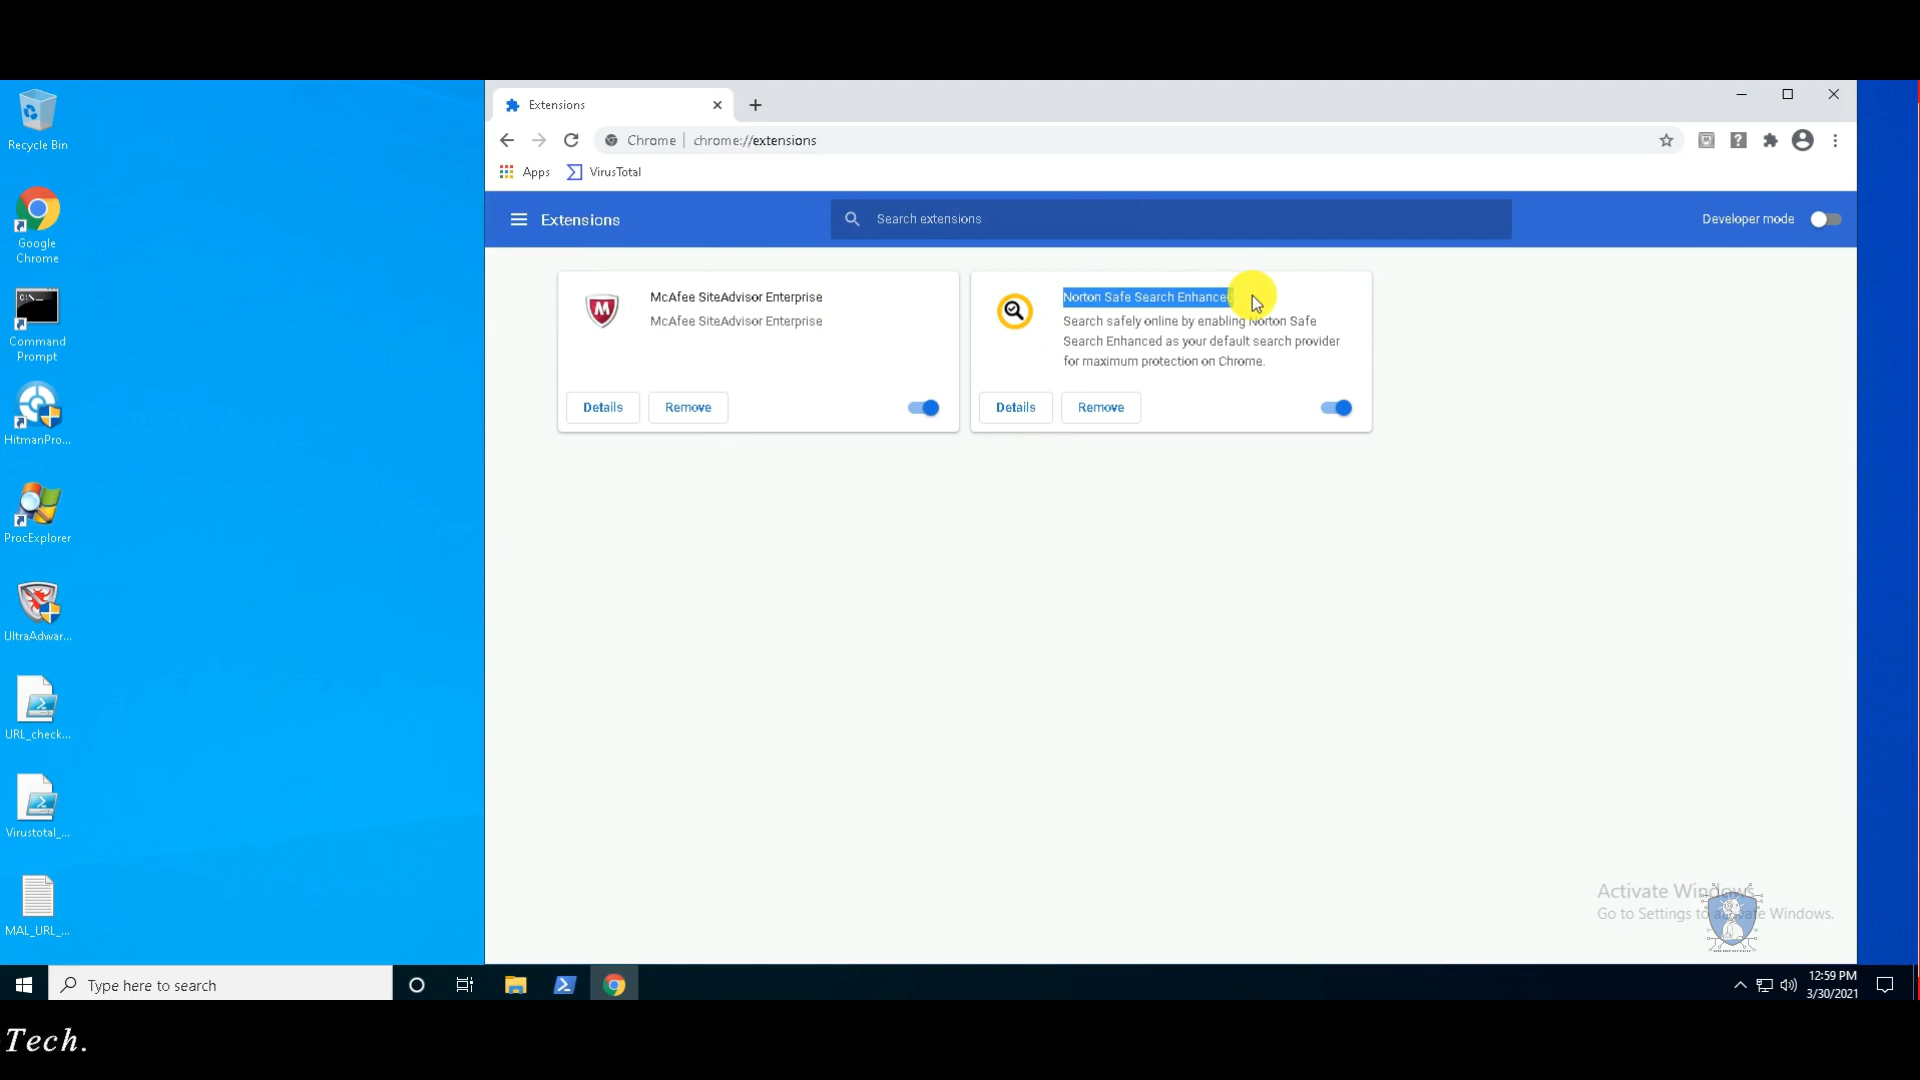 Recycle Bin
Google
Chrome
Command
Prompt
HitmanPro...
ProcExplorer
UltraAdwar...
URL_check...
Virustotal_...
MAL_URL_...
Extensions
Chrome | chrome://extensions
Apps
VirusTotal
Extensions
Search extensions
Developer mode
McAfee SiteAdvisor Enterprise
McAfee SiteAdvisor Enterprise
Details
Remove
Norton Safe Search Enhanced
Search safely online by enabling Norton Safe
Search Enhanced as your default search provider
for maximum protection on Chrome.
Details
Remove
Activate Windows
Go to Settings to activate Windows.
Type here to search
12:59 PM
3/30/2021
Tech.